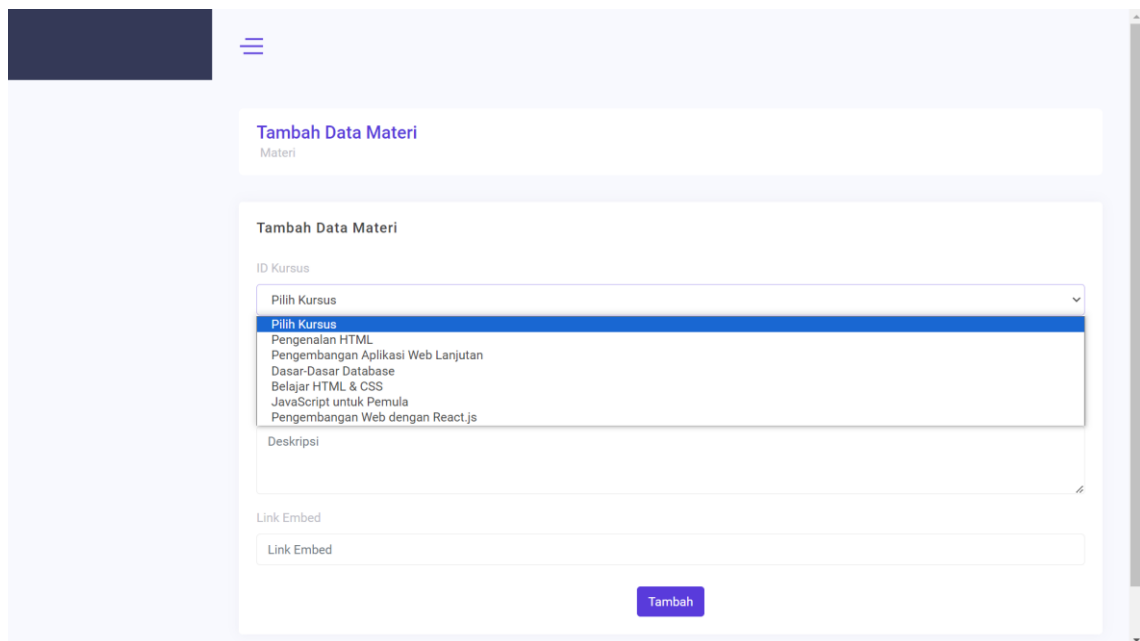 Tambah Data Materi
Materi
Tambah Data Materi
ID Kursus
Pilih Kursus
Pilih Kursus
Pengenalan HTML
Pengembangan Aplikasi Web Lanjutan
Dasar-Dasar Database
Belajar HTML & CSS
JavaScript untuk Pemula
Pengembangan Web dengan React.js
Deskripsi
Link Embed
Link Embed
Tambah